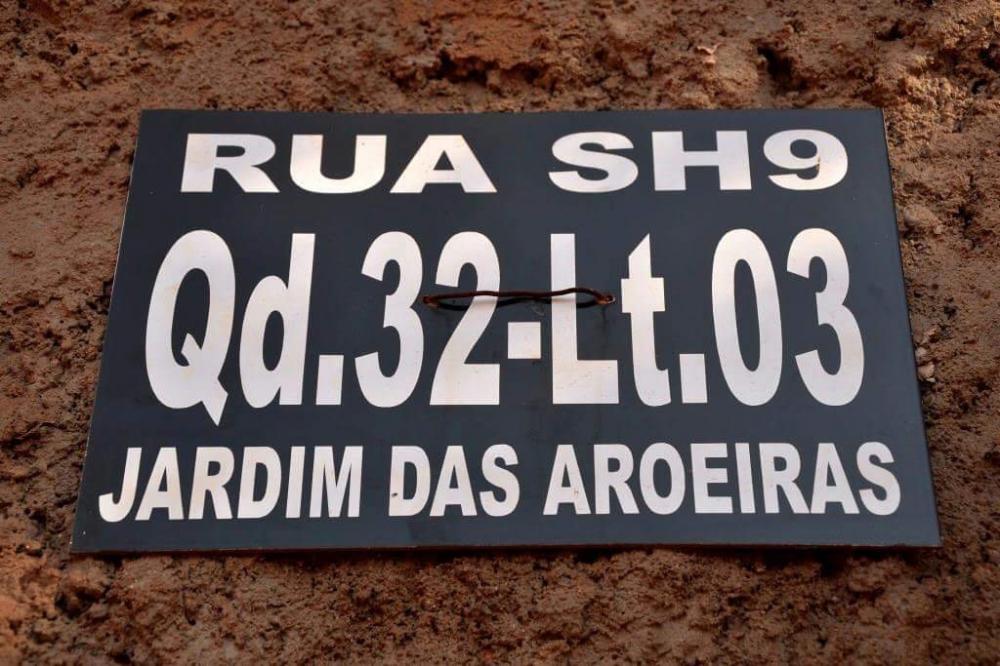 RUA SH9
Qd.32-Lt.03
JARDIM DAS AROEIRAS